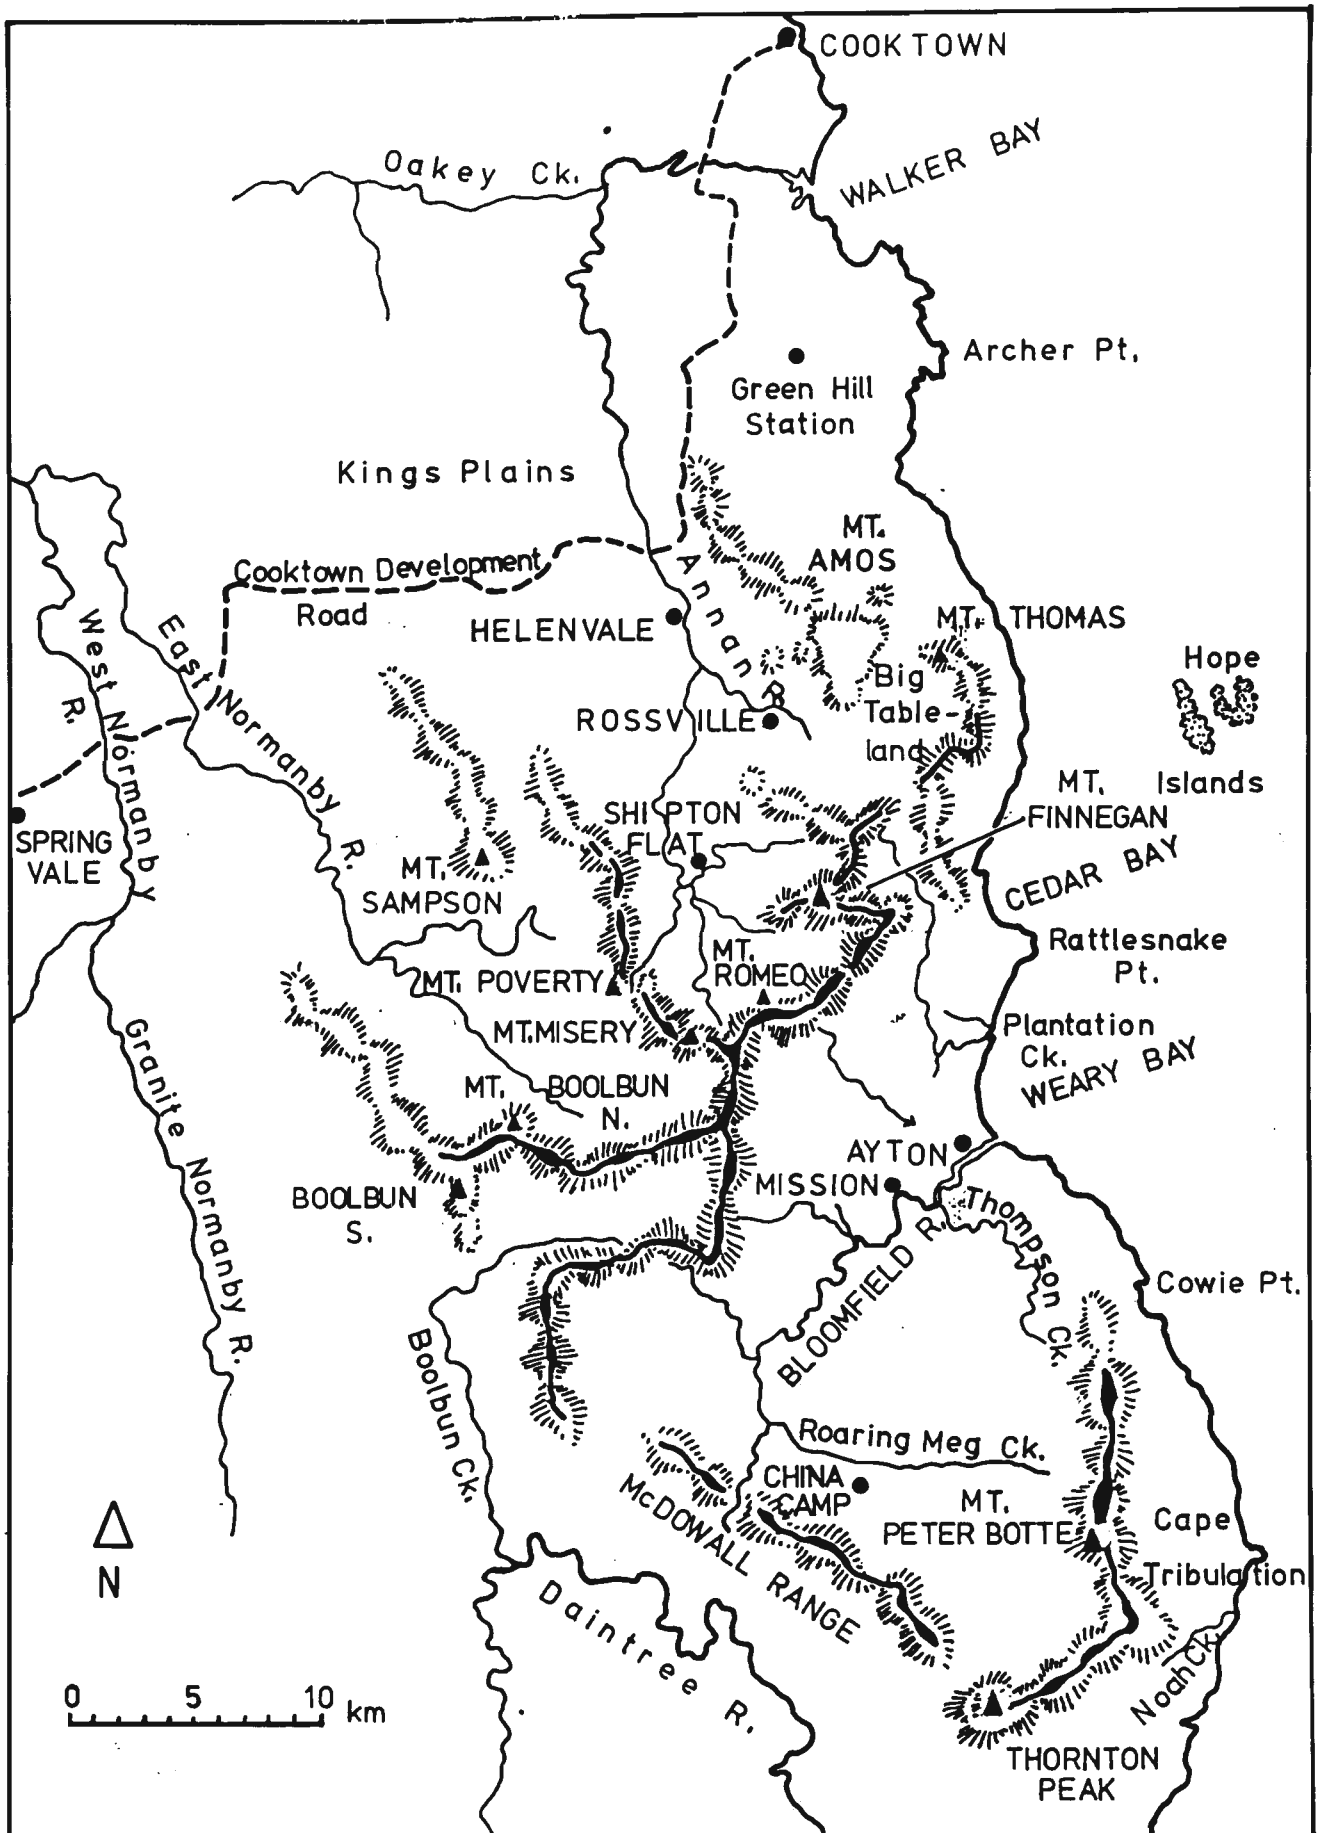 COOKTOWN
WALKER BAY
Oakey Ck.
Archer Pt.
Green Hill
Station
Kings Plains
MT.
AMOS
Cooktown Development
Road
Annan R.
HELENVALE
MT. THOMAS
West Normanby
R.
East Normanby R.
Hope
Islands
Big
Table-
land
ROSSVILLE
SPRING
VALE
SHIPTON
FLAT
MT.
FINNEGAN
MT.
SAMPSON
CEDAR BAY
Rattlesnake
Pt.
MT. POVERTY
MT.
ROMEO
MT. MISERY
Plantation
Ck.
WEARY BAY
Granite Normanby R.
MT. BOOLBUN
N.
AYTON
MISSION
BOOLBUN
S.
Thompson Ck.
BLOOMFIELD R.
Cowie Pt.
Boolbun Ck.
Roaring Meg Ck.
CHINA
CAMP
McDOWALL RANGE
MT.
PETER BOTTE
Cape
Tribulation
N
Daintree R.
Noah Ck.
0 5 10 km
THORNTON
PEAK